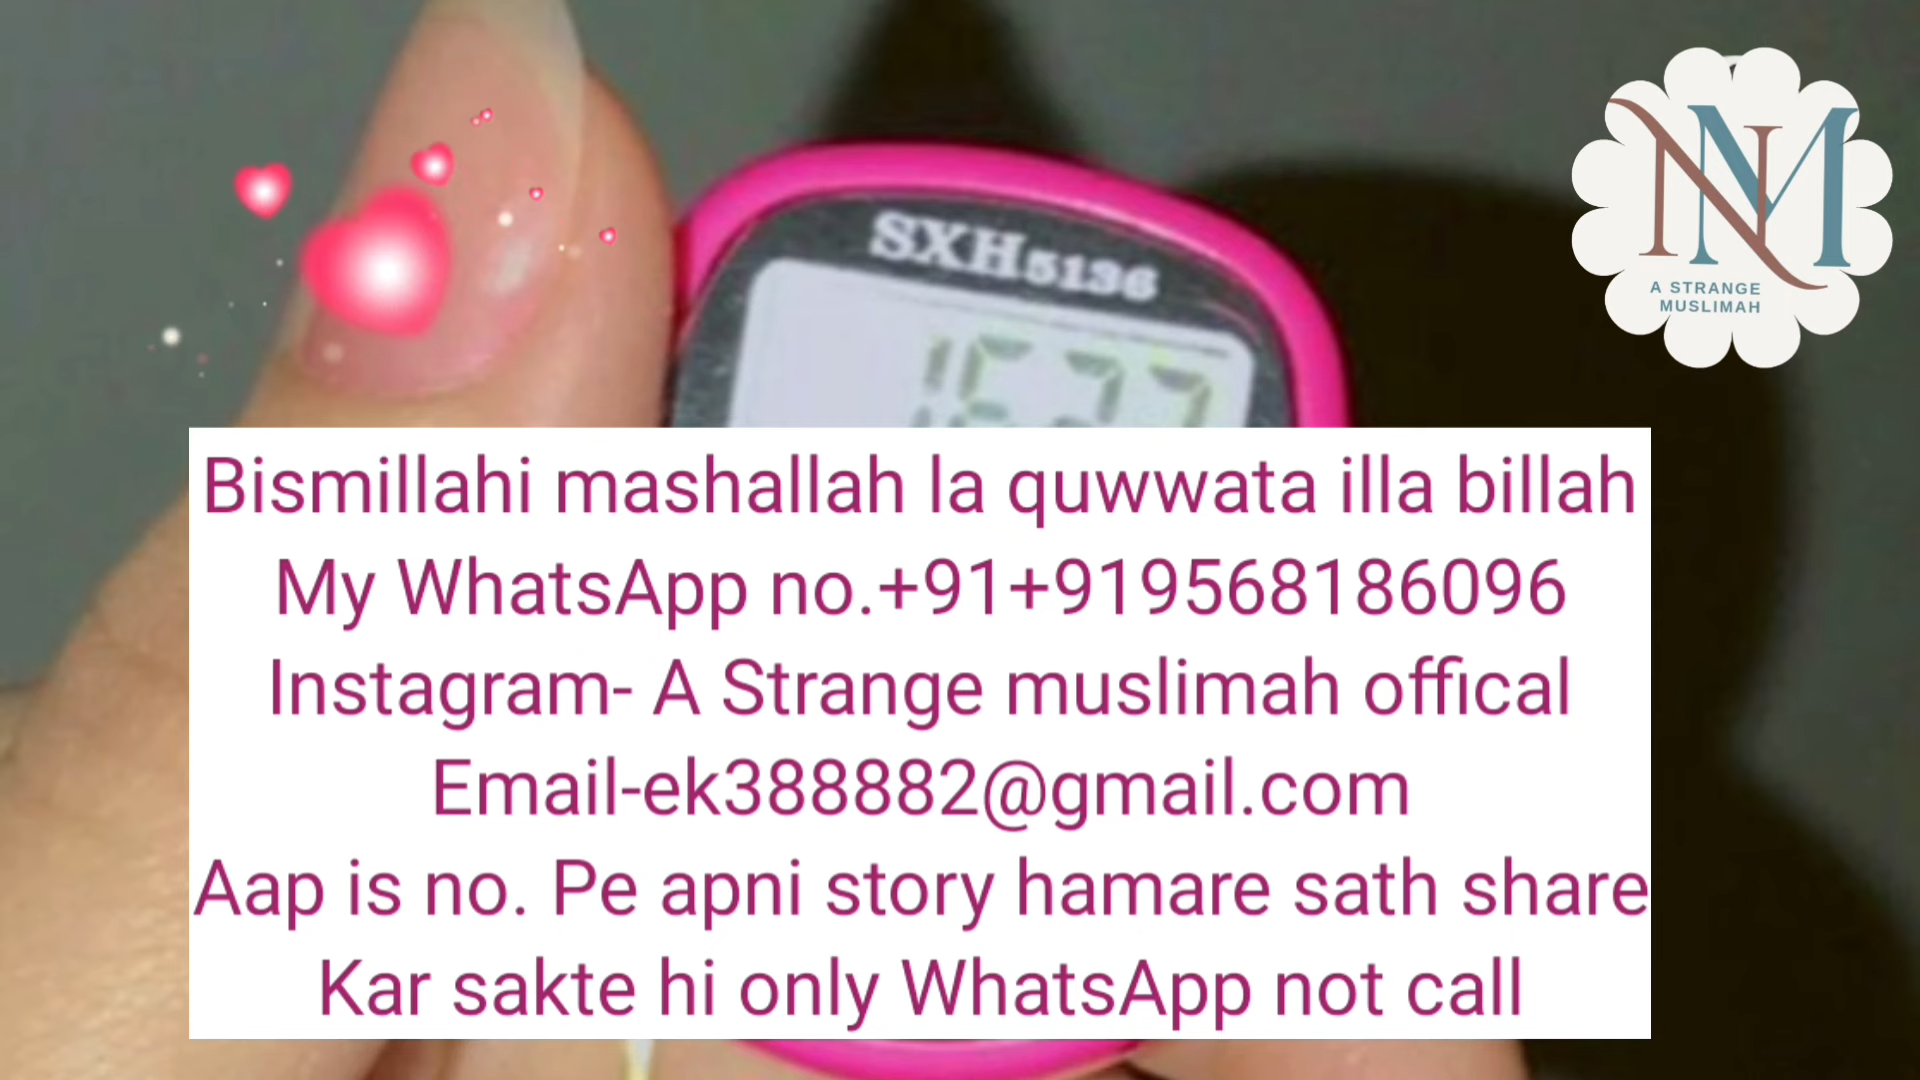 SXH5136
NM
A STRANGE
MUSLIMAH
Bismillahi mashallah la quwwata illa billah
My WhatsApp no.+91+919568186096
Instagram- A Strange muslimah offical
Email-ek388882@gmail.com
Aap is no. Pe apni story hamare sath share
Kar sakte hi only WhatsApp not call